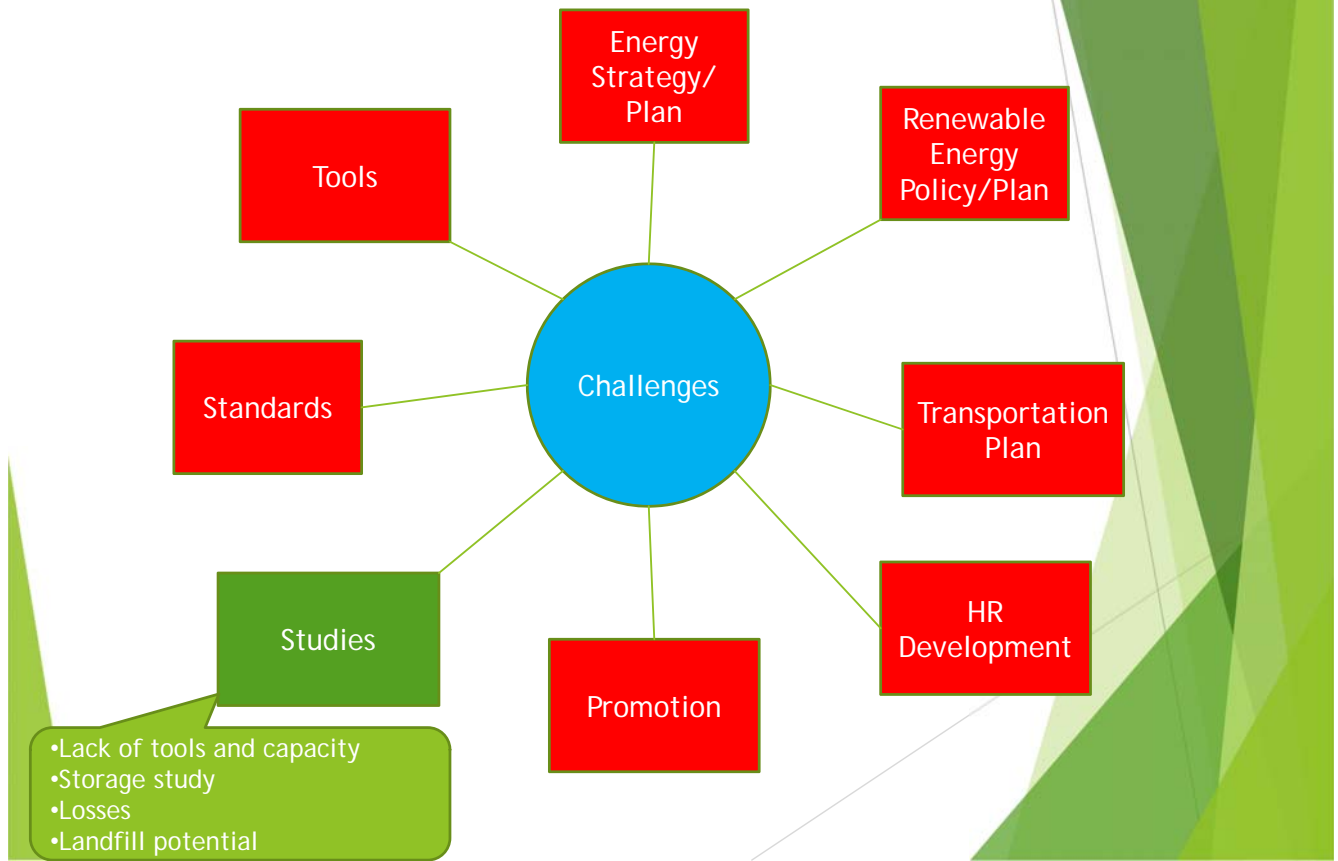 Energy
Strategy/
Plan
Renewable
Energy
Policy/Plan
Tools
Challenges
Standards
Transportation
Plan
HR
Development
Studies
Promotion
•Lack of tools and capacity
•Storage study
•Losses
•Landfill potential